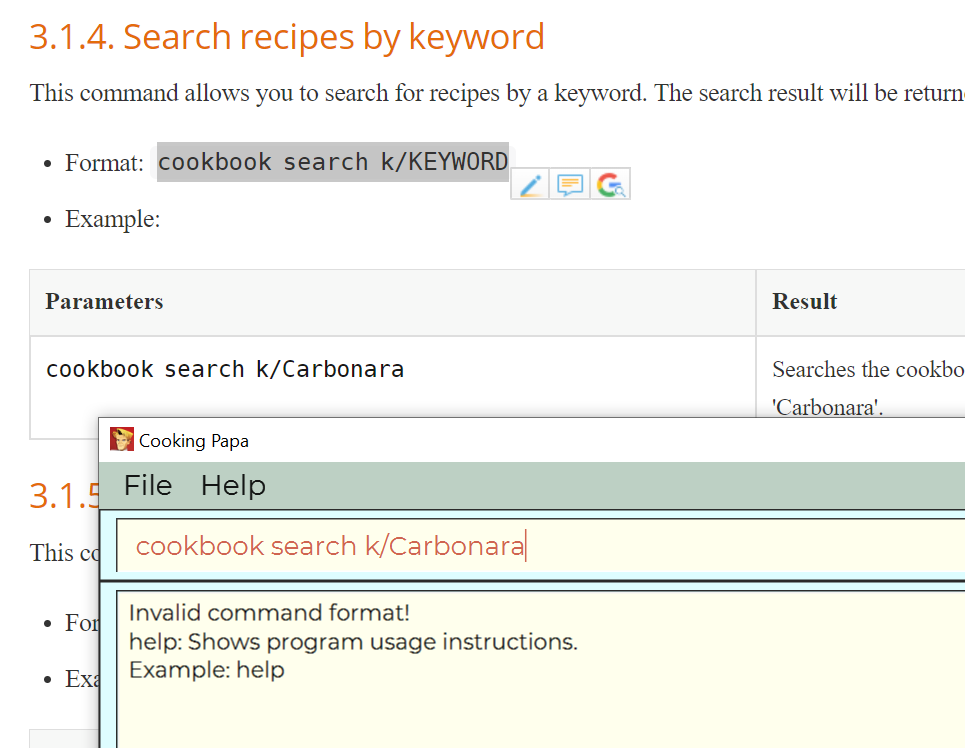 3.1.4. Search recipes by keyword
This command allows you to search for recipes by a keyword. The search result will be return
Format: cookbook search k/KEYWORD
Example:
Parameters Result
cookbook search k/Carbonara Searches the cookbo
'Carbonara'.
Cooking Papa
3.1.5
File Help
cookbook search k/Carbonara
This co
Invalid command format!
For
help: Shows program usage instructions.
Example: help
Exa